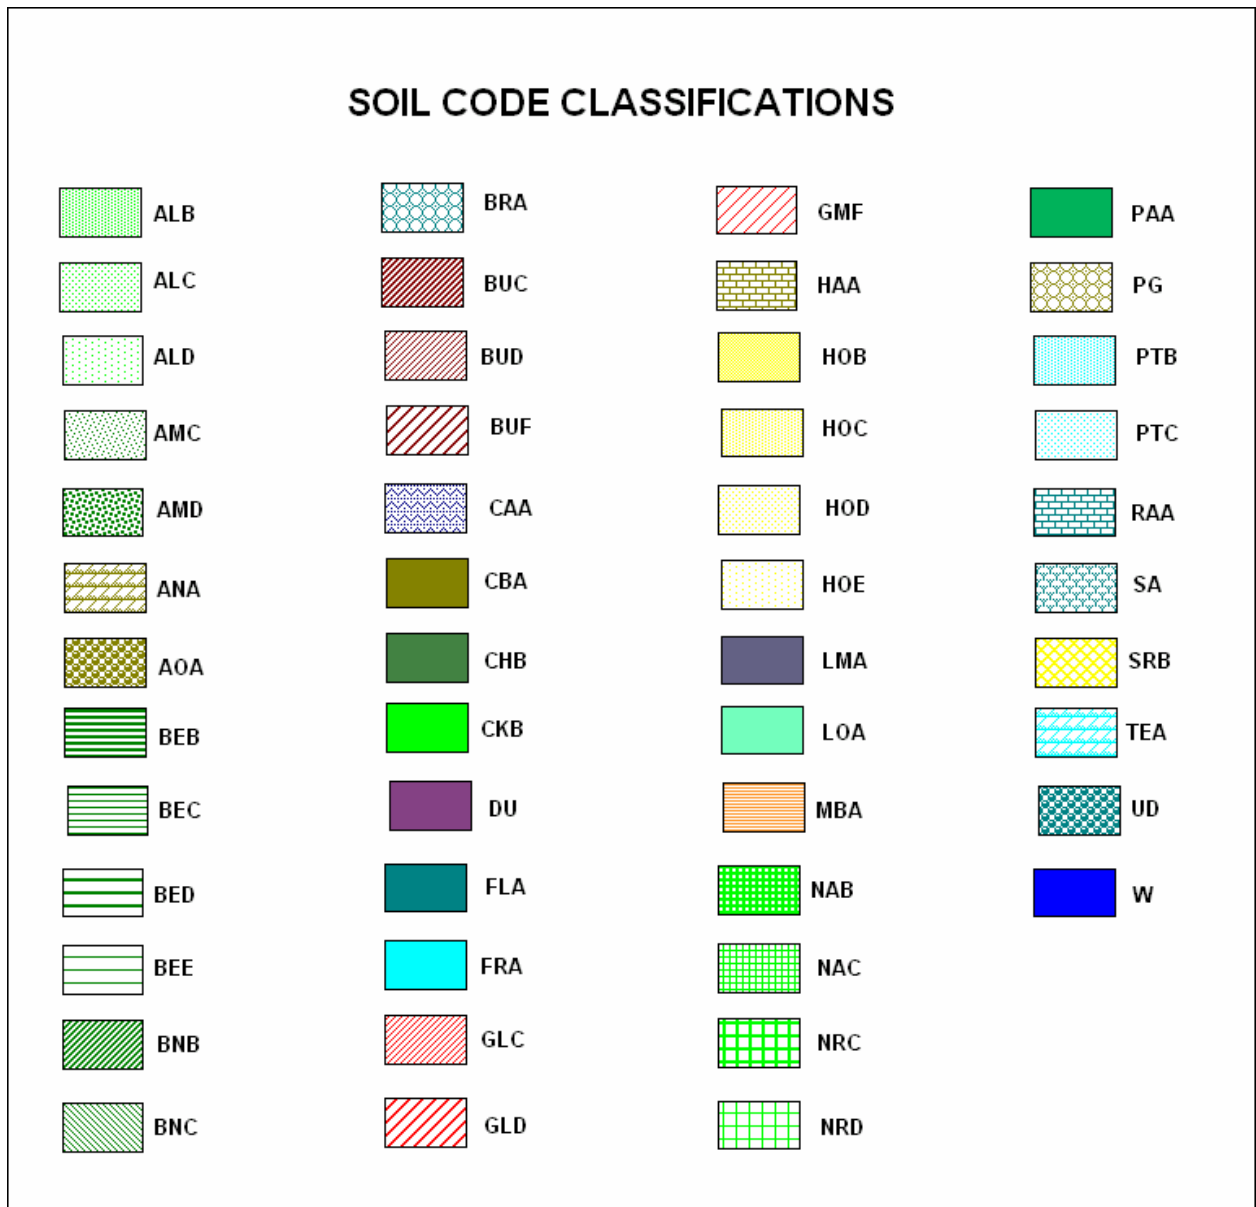 SOIL CODE CLASSIFICATIONS
ALB
ALC
ALD
AMC
AMD
ANA
AOA
BEB
BEC
BED
BEE
BNB
BNC
BRA
BUC
BUD
BUF
CAA
CBA
CHB
CKB
DU
FLA
FRA
GLC
GLD
GMF
HAA
HOB
HOC
HOD
HOE
LMA
LOA
MBA
NAB
NAC
NRC
NRD
PAA
PG
PTB
PTC
RAA
SA
SRB
TEA
UD
W